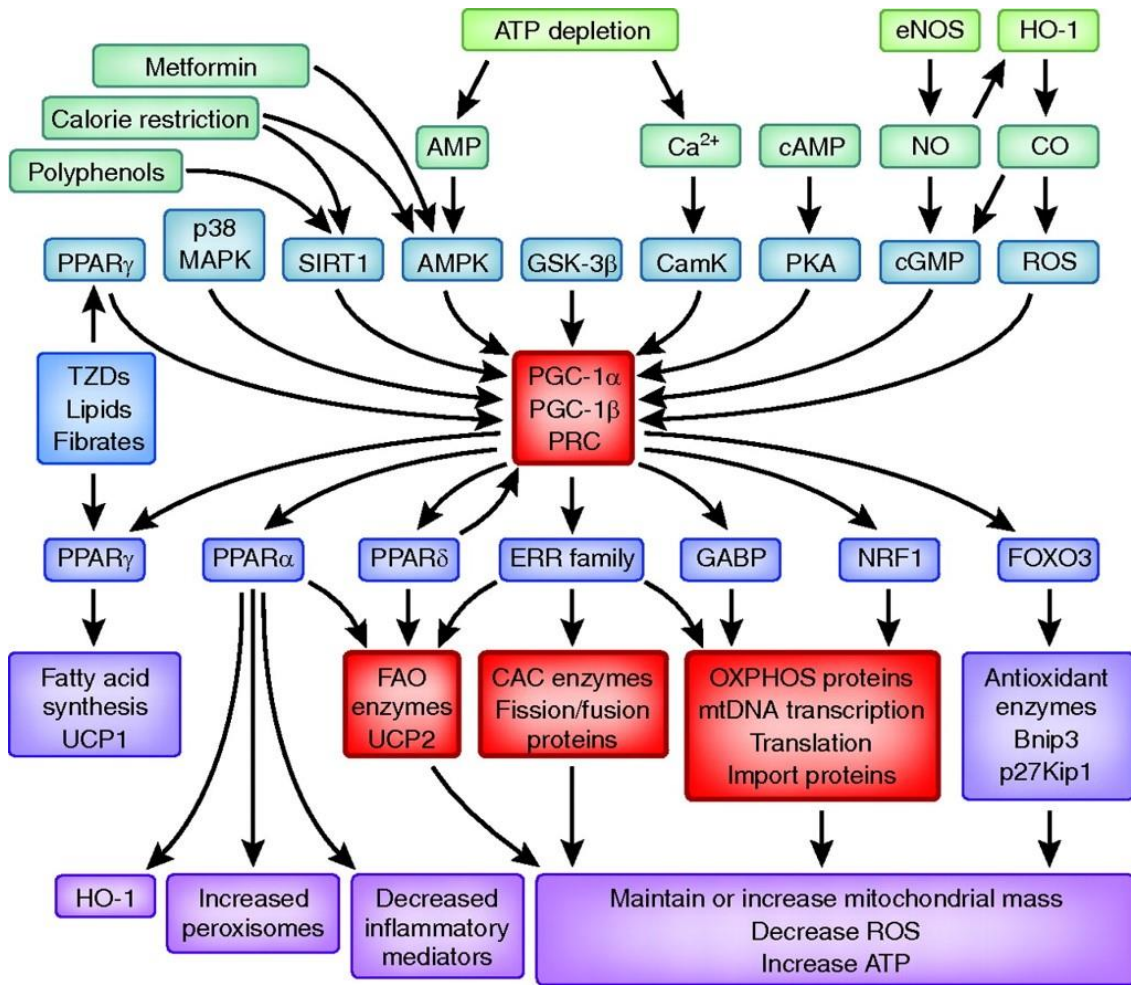 ATP depletion
eNOS
HO-1
Metformin
Calorie restriction
Polyphenols
AMP
Ca²⁺
cAMP
NO
CO
PPARγ
p38
MAPK
SIRT1
AMPK
GSK-3β
CamK
PKA
cGMP
ROS
TZDs
Lipids
Fibrates
PGC-1α
PGC-1β
PRC
PPARγ
PPARα
PPARδ
ERR family
GABP
NRF1
FOXO3
Fatty acid
synthesis
UCP1
FAO
enzymes
UCP2
CAC enzymes
Fission/fusion
proteins
OXPHOS proteins
mtDNA transcription
Translation
Import proteins
Antioxidant
enzymes
Bnip3
p27Kip1
HO-1
Increased
peroxisomes
Decreased
inflammatory
mediators
Maintain or increase mitochondrial mass
Decrease ROS
Increase ATP